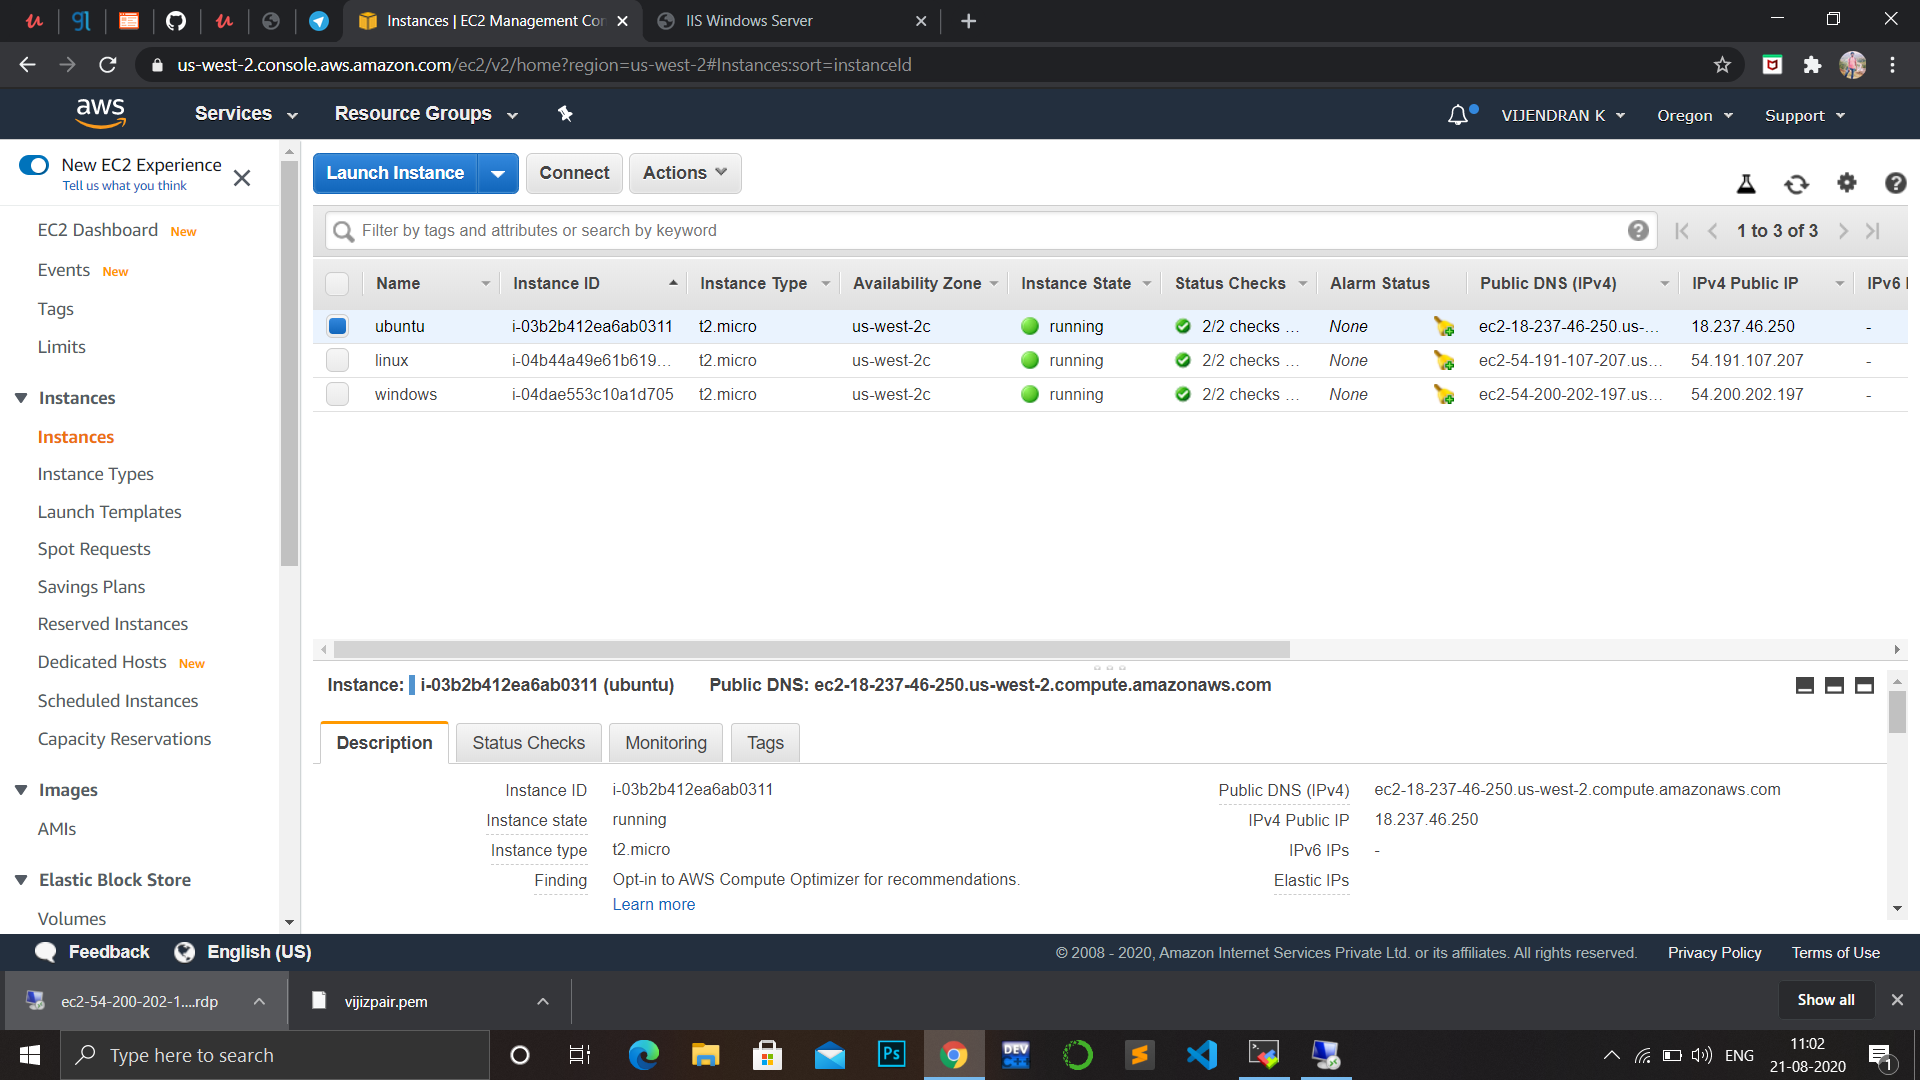 Instances | EC2 Management Con
IIS Windows Server
us-west-2.console.aws.amazon.com/ec2/v2/home?region=us-west-2#Instances:sort=instanceId
aws
Services
Resource Groups
VIJENDRAN K
Oregon
Support
New EC2 Experience
Tell us what you think
EC2 Dashboard New
Events New
Tags
Limits
Instances
Instances
Instance Types
Launch Templates
Spot Requests
Savings Plans
Reserved Instances
Dedicated Hosts New
Scheduled Instances
Capacity Reservations
Images
AMIs
Elastic Block Store
Volumes
Launch Instance
Connect
Actions
Filter by tags and attributes or search by keyword
1 to 3 of 3
Name Instance ID Instance Type Availability Zone Instance State Status Checks Alarm Status Public DNS (IPv4) IPv4 Public IP IPv6 I
ubuntu i-03b2b412ea6ab0311 t2.micro us-west-2c running 2/2 checks ... None ec2-18-237-46-250.us-... 18.237.46.250 -
linux i-04b44a49e61b619... t2.micro us-west-2c running 2/2 checks ... None ec2-54-191-107-207.us... 54.191.107.207 -
windows i-04dae553c10a1d705 t2.micro us-west-2c running 2/2 checks ... None ec2-54-200-202-197.us... 54.200.202.197 -
Instance: i-03b2b412ea6ab0311 (ubuntu) Public DNS: ec2-18-237-46-250.us-west-2.compute.amazonaws.com
Description
Status Checks
Monitoring
Tags
Instance ID i-03b2b412ea6ab0311
Instance state running
Instance type t2.micro
Finding Opt-in to AWS Compute Optimizer for recommendations.
Learn more
Public DNS (IPv4) ec2-18-237-46-250.us-west-2.compute.amazonaws.com
IPv4 Public IP 18.237.46.250
IPv6 IPs -
Elastic IPs
Feedback
English (US)
© 2008 - 2020, Amazon Internet Services Private Ltd. or its affiliates. All rights reserved.
Privacy Policy
Terms of Use
ec2-54-200-202-1....rdp
vijizpair.pem
Show all
Type here to search
Ps
DEV
C++
ENG
11:02
21-08-2020
1